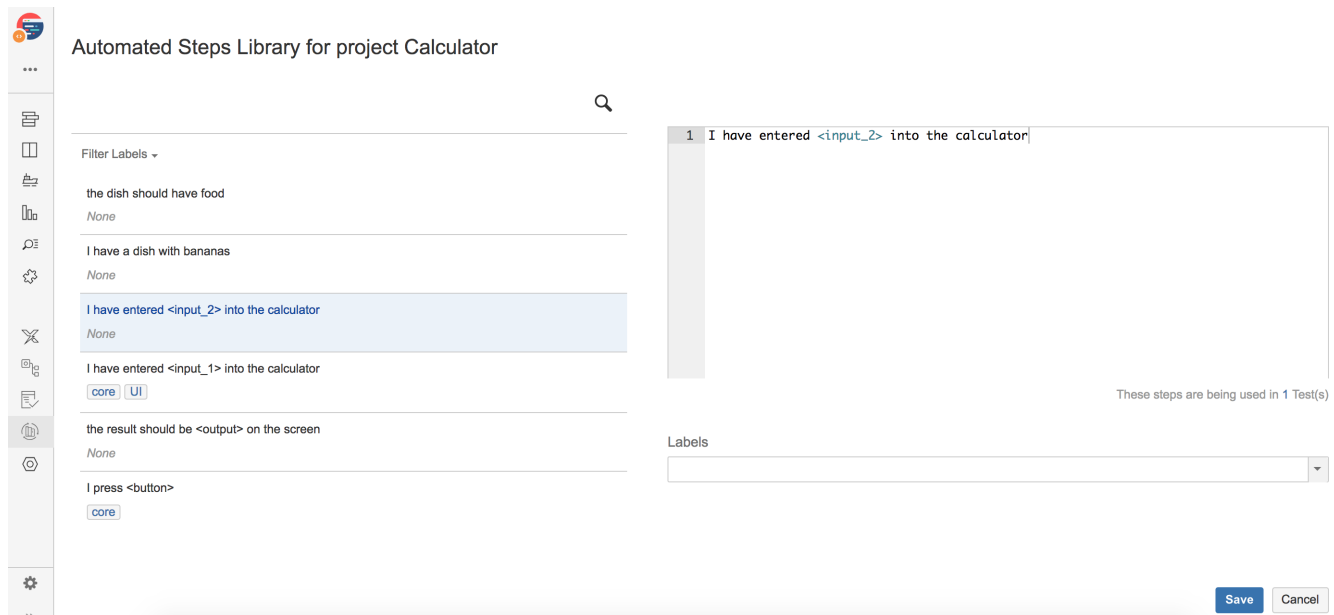 Automated Steps Library for project Calculator
Filter Labels
the dish should have food
None
I have a dish with bananas
None
I have entered <input_2> into the calculator
None
I have entered <input_1> into the calculator
core UI
the result should be <output> on the screen
None
I press <button>
core
1 I have entered <input_2> into the calculator
These steps are being used in 1 Test(s)
Labels
Save Cancel